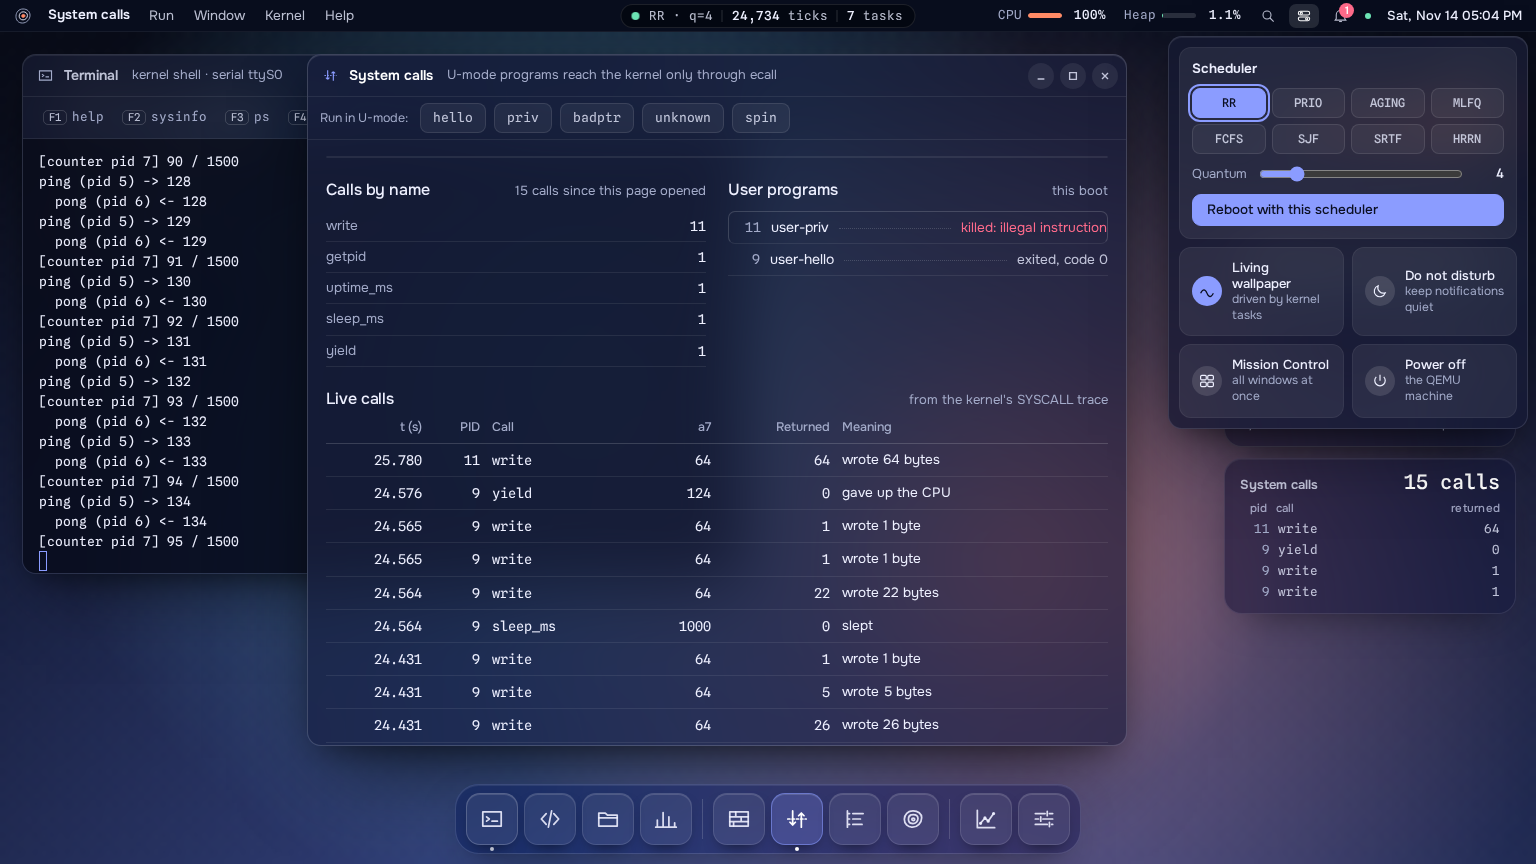 System calls Run Window Kernel Help
RR · q=4 | 24,734 ticks | 7 tasks
CPU 100% Heap 1.1% 1 Sat, Nov 14 05:04 PM
Terminal kernel shell · serial ttyS0
F1 help F2 sysinfo F3 ps F4
[counter pid 7] 90 / 1500
ping (pid 5) -> 128
pong (pid 6) <- 128
ping (pid 5) -> 129
pong (pid 6) <- 129
[counter pid 7] 91 / 1500
ping (pid 5) -> 130
pong (pid 6) <- 130
[counter pid 7] 92 / 1500
ping (pid 5) -> 131
pong (pid 6) <- 131
ping (pid 5) -> 132
[counter pid 7] 93 / 1500
pong (pid 6) <- 132
ping (pid 5) -> 133
pong (pid 6) <- 133
[counter pid 7] 94 / 1500
ping (pid 5) -> 134
pong (pid 6) <- 134
[counter pid 7] 95 / 1500
System calls U-mode programs reach the kernel only through ecall
Run in U-mode: hello priv badptr unknown spin
Calls by name 15 calls since this page opened
write 11
getpid 1
uptime_ms 1
sleep_ms 1
yield 1
User programs this boot
11 user-priv killed: illegal instruction
9 user-hello exited, code 0
Live calls from the kernel's SYSCALL trace
t (s) PID Call a7 Returned Meaning
25.780 11 write 64 64 wrote 64 bytes
24.576 9 yield 124 0 gave up the CPU
24.565 9 write 64 1 wrote 1 byte
24.565 9 write 64 1 wrote 1 byte
24.564 9 write 64 22 wrote 22 bytes
24.564 9 sleep_ms 1000 0 slept
24.431 9 write 64 1 wrote 1 byte
24.431 9 write 64 5 wrote 5 bytes
24.431 9 write 64 26 wrote 26 bytes
Scheduler
RR PRIO AGING MLFQ
FCFS SJF SRTF HRRN
Quantum 4
Reboot with this scheduler
Living wallpaper
driven by kernel tasks
Do not disturb
keep notifications quiet
Mission Control
all windows at once
Power off
the QEMU machine
System calls 15 calls
pid call returned
11 write 64
9 yield 0
9 write 1
9 write 1